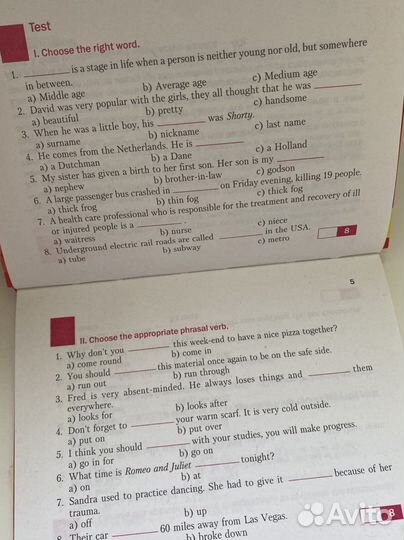 Test
I. Choose the right word.
1. ________ is a stage in life when a person is neither young nor old, but somewhere
in between.
a) Middle age b) Average age c) Medium age
2. David was very popular with the girls, they all thought that he was ________
a) beautiful b) pretty c) handsome
3. When he was a little boy, his ________ was Shorty.
a) surname b) nickname c) last name
4. He comes from the Netherlands. He is ________
a) a Dutchman b) a Dane c) a Holland
5. My sister has given a birth to her first son. Her son is my ________
a) nephew b) brother-in-law c) godson
6. A large passenger bus crashed in ________ on Friday evening, killing 19 people.
a) thick frog b) thin fog c) thick fog
7. A health care professional who is responsible for the treatment and recovery of ill
or injured people is a ________
a) waitress b) nurse c) niece
8. Underground electric rail roads are called ________ in the USA.
a) tube b) subway c) metro
8
5
II. Choose the appropriate phrasal verb.
1. Why don't you ________ this week-end to have a nice pizza together?
a) come round b) come in
2. You should ________ this material once again to be on the safe side.
a) run out b) run through
3. Fred is very absent-minded. He always loses things and ________ them
everywhere.
a) looks for b) looks after
4. Don't forget to ________ your warm scarf. It is very cold outside.
a) put on b) put over
5. I think you should ________ with your studies, you will make progress.
a) go in for b) go on
6. What time is Romeo and Juliet ________ tonight?
a) on b) at
7. Sandra used to practice dancing. She had to give it ________ because of her
trauma.
a) off b) up
8. Their car ________ 60 miles away from Las Vegas.
b) broke down
8
Avito